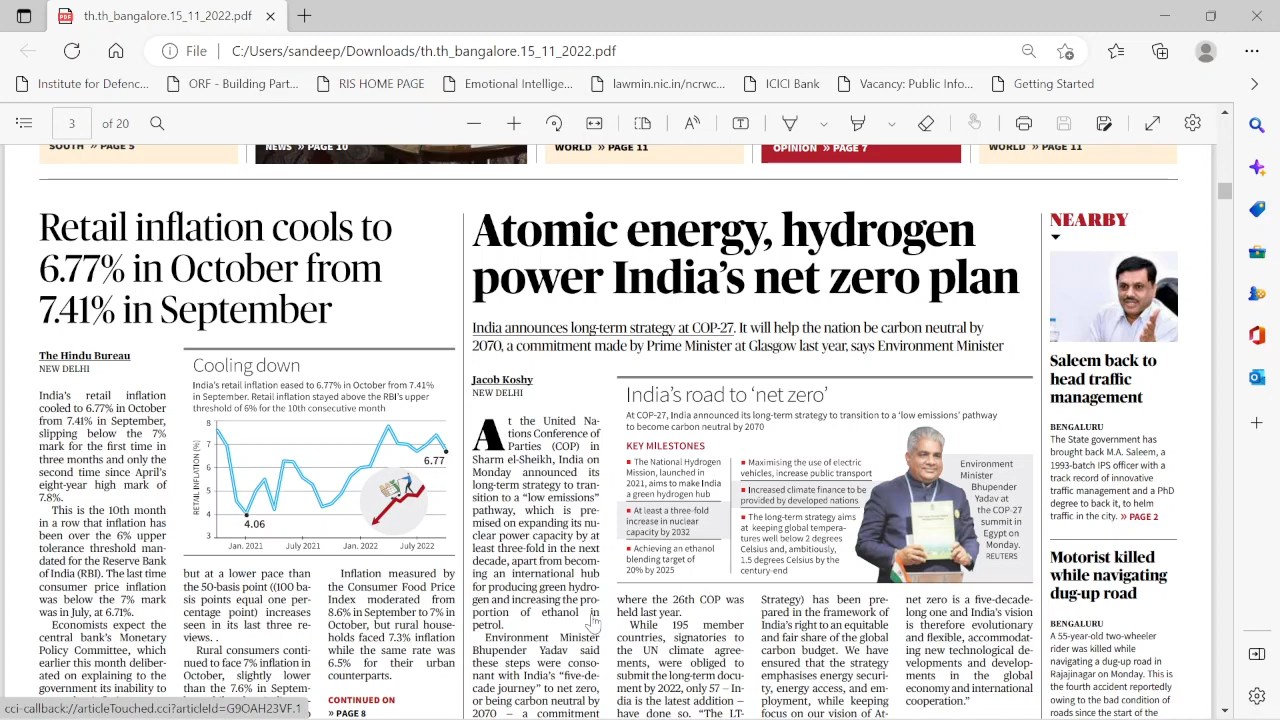 th.th_bangalore.15_11_2022.pdf
File
C:/Users/sandeep/Downloads/th.th_bangalore.15_11_2022.pdf
Institute for Defenc...
ORF - Building Part...
RIS HOME PAGE
Emotional Intellige...
lawmin.nic.in/ncrwc...
ICICI Bank
Vacancy: Public Info...
Getting Started
3 of 20
SOUTH » PAGE 5
NEWS » PAGE 10
WORLD » PAGE 11
OPINION » PAGE 7
WORLD » PAGE 11
Retail inflation cools to
6.77% in October from
7.41% in September
The Hindu Bureau
NEW DELHI
India's retail inflation
cooled to 6.77% in October
from 7.41% in September,
slipping below the 7%
mark for the first time in
three months and only the
second time since April's
eight-year high mark of
7.8%.
This is the 10th month
in a row that inflation has
been over the 6% upper
tolerance threshold man-
dated for the Reserve Bank
of India (RBI). The last time
consumer price inflation
was below the 7% mark
was in July, at 6.71%.
Economists expect the
central bank's Monetary
Policy Committee, which
earlier this month deliber-
ated on explaining to the
government its inability to
Cooling down
India's retail inflation eased to 6.77% in October from 7.41%
in September. Retail inflation stayed above the RBI's upper
threshold of 6% for the 10th consecutive month
RETAIL INFLATION (%)
8
7
6
5
4
3
6.77
4.06
Jan. 2021
July 2021
Jan. 2022
July 2022
but at a lower pace than
the 50-basis point ((100 ba-
sis points equal one per-
centage point) increases
seen in its last three re-
views. .
Rural consumers conti-
nued to face 7% inflation in
October, slightly lower
than the 7.6% in Septem-
Inflation measured by
the Consumer Food Price
Index moderated from
8.6% in September to 7% in
October, but rural house-
holds faced 7.3% inflation
while the same rate was
6.5% for their urban
counterparts.
CONTINUED ON
» PAGE 8
Atomic energy, hydrogen
power India's net zero plan
India announces long-term strategy at COP-27. It will help the nation be carbon neutral by
2070, a commitment made by Prime Minister at Glasgow last year, says Environment Minister
Jacob Koshy
NEW DELHI
At the United Na-
tions Conference of
Parties (COP) in
Sharm el-Sheikh, India on
Monday announced its
long-term strategy to tran-
sition to a "low emissions"
pathway, which is pre-
mised on expanding its nu-
clear power capacity by at
least three-fold in the next
decade, apart from becom-
ing an international hub
for producing green hydro-
gen and increasing the pro-
portion of ethanol in
petrol.
Environment Minister
Bhupender Yadav said
these steps were conso-
nant with India's "five-de-
cade journey" to net zero,
or being carbon neutral by
2070 – a commitment
India's road to 'net zero'
At COP-27, India announced its long-term strategy to transition to a 'low emissions' pathway
to become carbon neutral by 2070
KEY MILESTONES
The National Hydrogen
Mission, launched in
2021, aims to make India
a green hydrogen hub
At least a three-fold
increase in nuclear
capacity by 2032
Achieving an ethanol
blending target of
20% by 2025
Maximising the use of electric
vehicles, increase public transport
Increased climate finance to be
provided by developed nations
The long-term strategy aims
at keeping global tempera-
tures well below 2 degrees
Celsius and, ambitiously,
1.5 degrees Celsius by the
century-end
Environment
Minister
Bhupender
Yadav at
the COP-27
summit in
Egypt on
Monday.
REUTERS
where the 26th COP was
held last year.
While 195 member
countries, signatories to
the UN climate agree-
ments, were obliged to
submit the long-term docu-
ment by 2022, only 57 – In-
dia is the latest addition –
have done so. "The LT-
Strategy) has been pre-
pared in the framework of
India's right to an equitable
and fair share of the global
carbon budget. We have
ensured that the strategy
emphasises energy securi-
ty, energy access, and em-
ployment, while keeping
focus on our vision of At-
net zero is a five-decade-
long one and India's vision
is therefore evolutionary
and flexible, accommodat-
ing new technological de-
velopments and develop-
ments in the global
economy and international
cooperation."
NEARBY
Saleem back to
head traffic
management
BENGALURU
The State government has
brought back M.A. Saleem, a
1993-batch IPS officer with a
track record of innovative
traffic management and a PhD
degree to back it, to helm
traffic in the city. » PAGE 2
Motorist killed
while navigating
dug-up road
BENGALURU
A 55-year-old two-wheeler
rider was killed while
navigating a dug-up road in
Rajajinagar on Monday. This is
the fourth accident reportedly
owing to the bad condition of
roads since the start of the
cci-callback://articleTouched.cci?articleId=G9OAH23VF.1